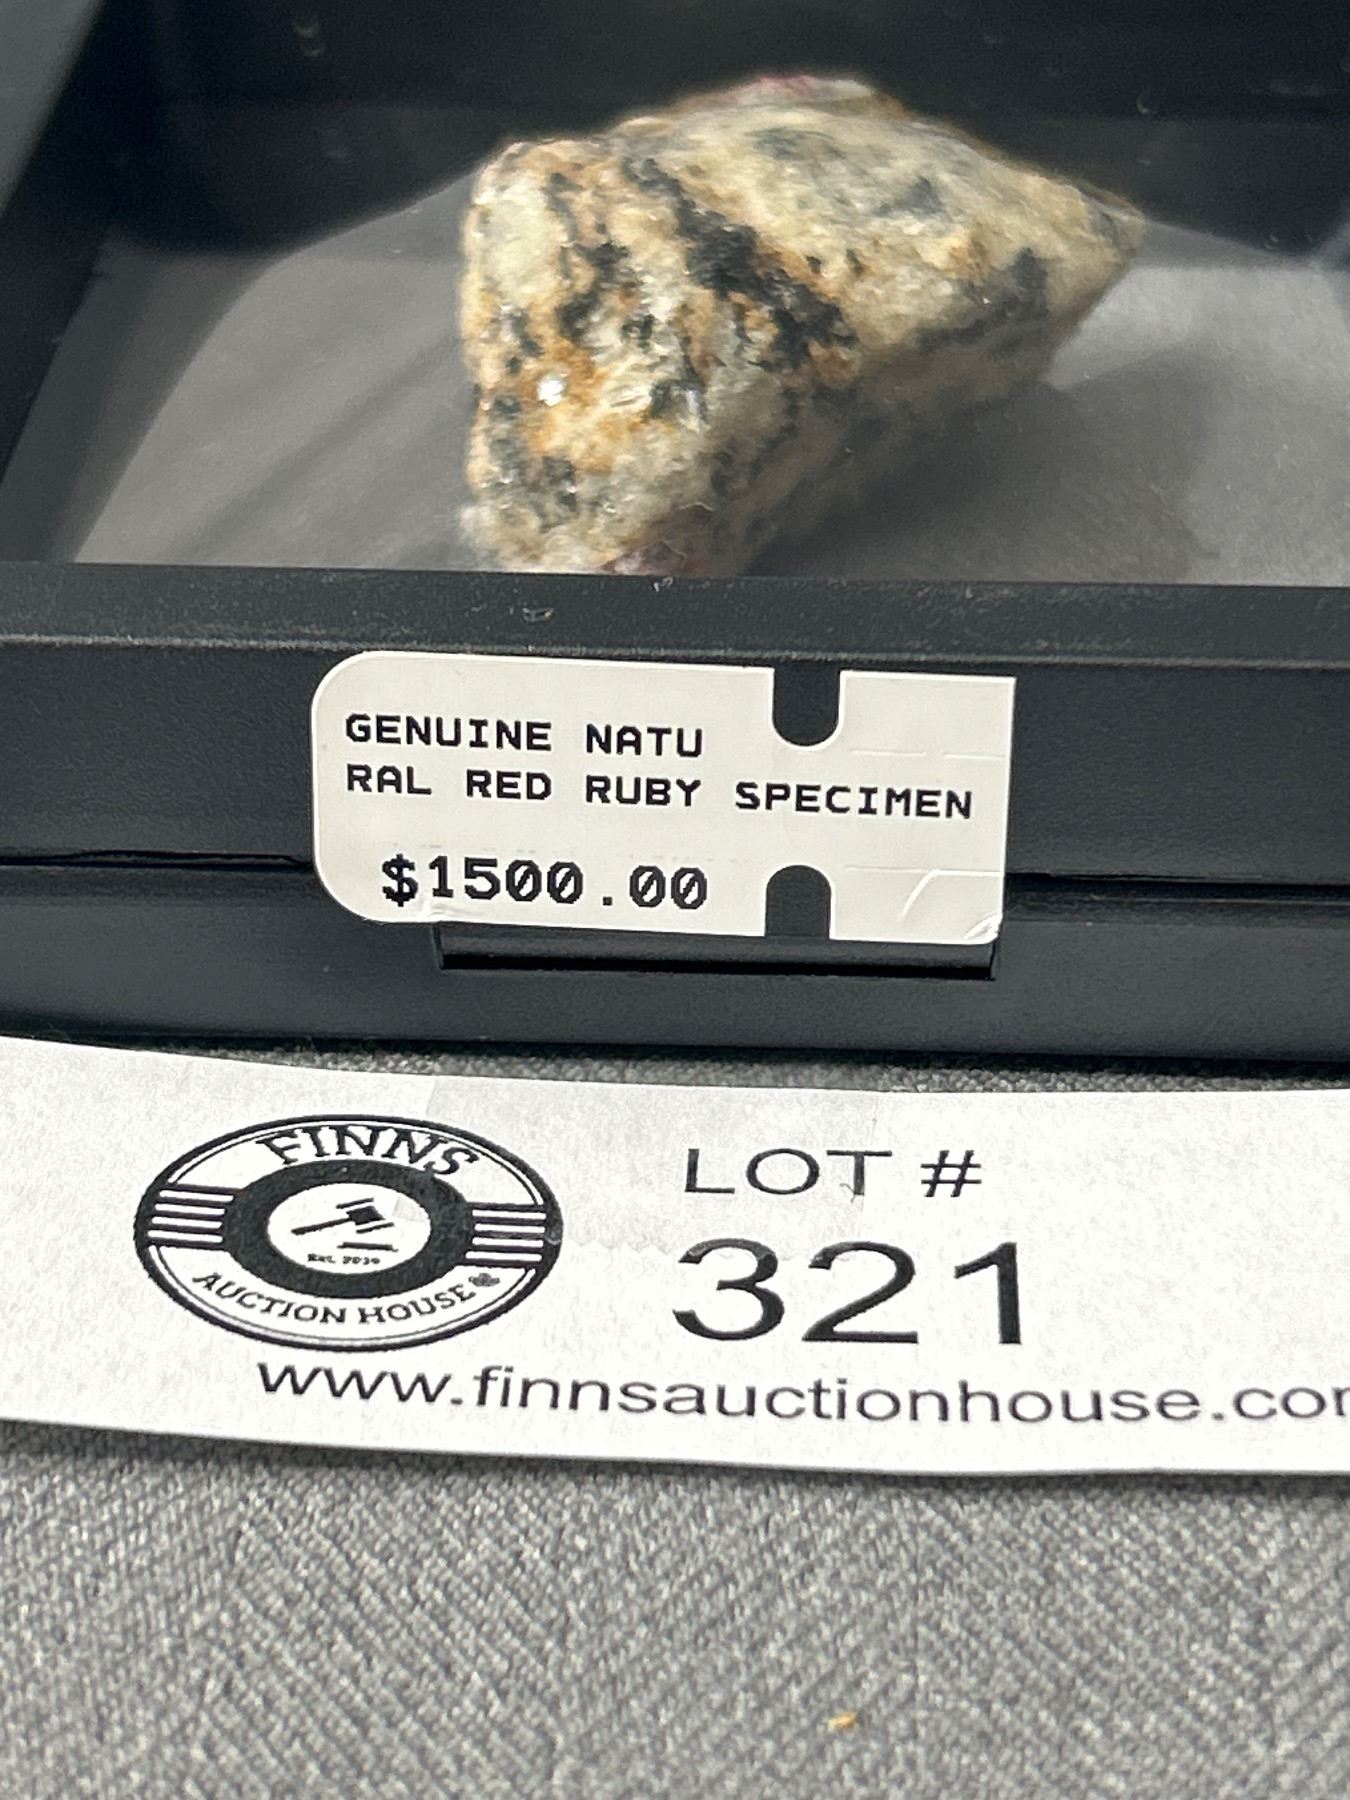 GENUINE NATU
RAL RED RUBY SPECIMEN
$1500.00
FINNS
AUCTION HOUSE
LOT #
321
www.finnsauctionhouse.co